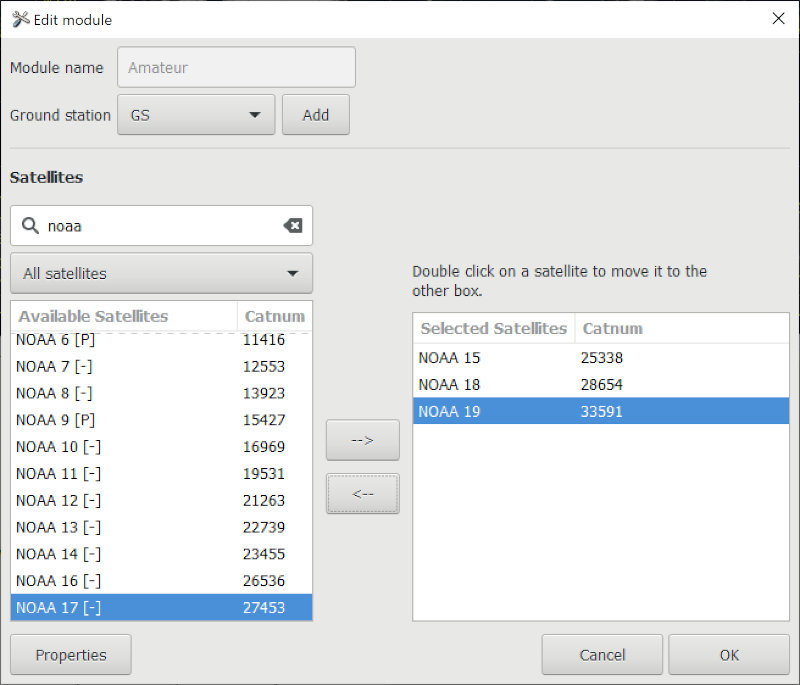 Edit module
Module name Amateur
Ground station GS Add
Satellites
noaa
All satellites
Available Satellites Catnum
NOAA 6 [P] 11416
NOAA 7 [-] 12553
NOAA 8 [-] 13923
NOAA 9 [P] 15427
NOAA 10 [-] 16969
NOAA 11 [-] 19531
NOAA 12 [-] 21263
NOAA 13 [-] 22739
NOAA 14 [-] 23455
NOAA 16 [-] 26536
NOAA 17 [-] 27453
-->
<--
Double click on a satellite to move it to the
other box.
Selected Satellites Catnum
NOAA 15 25338
NOAA 18 28654
NOAA 19 33591
Properties Cancel OK